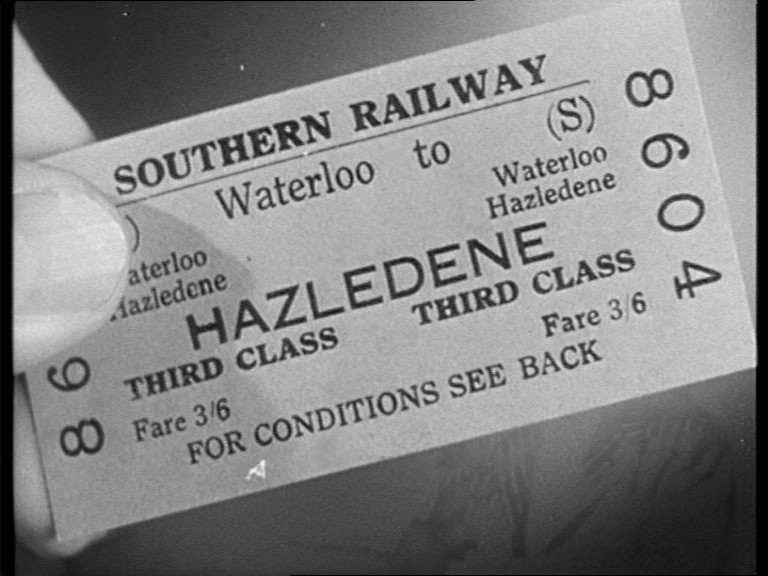 SOUTHERN RAILWAY
(S)
Waterloo to
Waterloo
Hazledene
)
aterloo
azledene
HAZLEDENE
THIRD CLASS
THIRD CLASS
Fare 3/6
Fare 3/6
FOR CONDITIONS SEE BACK
8604
86